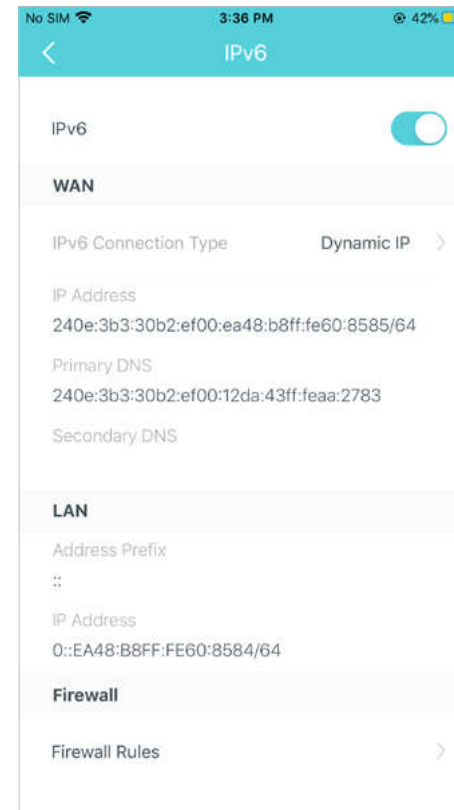 No SIM 3:36 PM 42%
IPv6
IPv6
WAN
IPv6 Connection Type Dynamic IP
IP Address
240e:3b3:30b2:ef00:ea48:b8ff:fe60:8585/64
Primary DNS
240e:3b3:30b2:ef00:12da:43ff:feaa:2783
Secondary DNS
LAN
Address Prefix
::
IP Address
0::EA48:B8FF:FE60:8584/64
Firewall
Firewall Rules